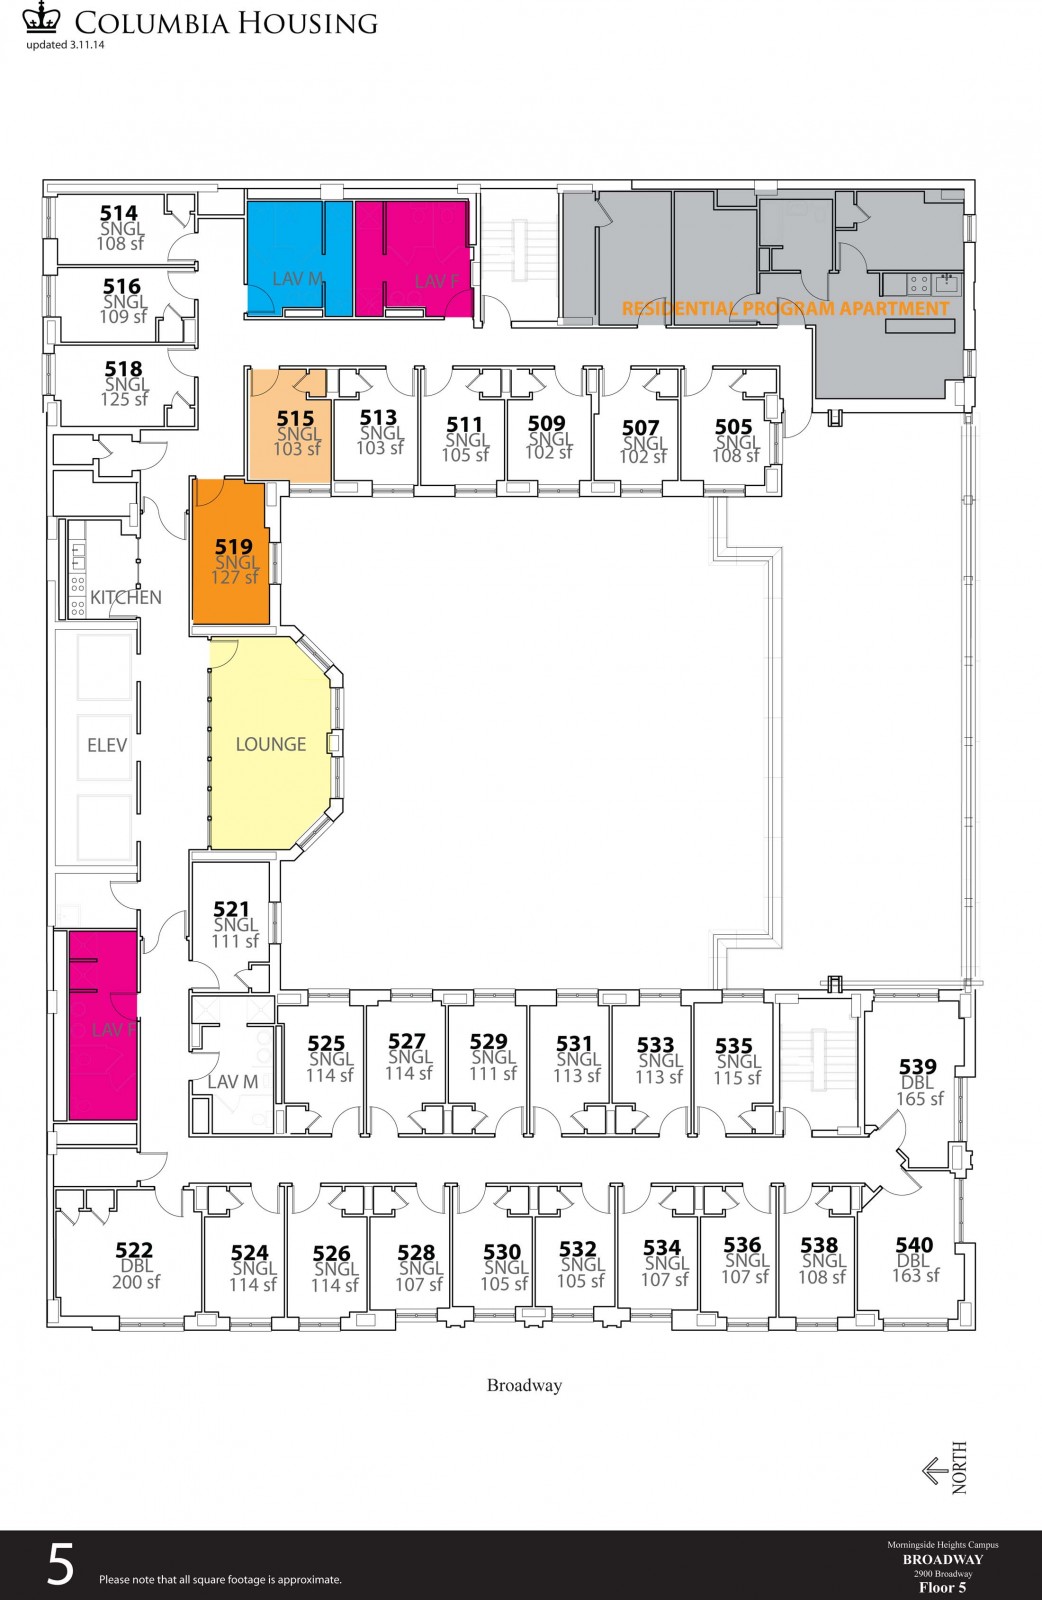 COLUMBIA HOUSING
updated 3.11.14
514
SNGL
108 sf
516
SNGL
109 sf
518
SNGL
125 sf
LAV M
LAV F
RESIDENTIAL PROGRAM APARTMENT
515
SNGL
103 sf
513
SNGL
103 sf
511
SNGL
105 sf
509
SNGL
102 sf
507
SNGL
102 sf
505
SNGL
108 sf
519
SNGL
127 sf
KITCHEN
ELEV
LOUNGE
521
SNGL
111 sf
LAV F
LAV M
525
SNGL
114 sf
527
SNGL
114 sf
529
SNGL
111 sf
531
SNGL
113 sf
533
SNGL
113 sf
535
SNGL
115 sf
539
DBL
165 sf
522
DBL
200 sf
524
SNGL
114 sf
526
SNGL
114 sf
528
SNGL
107 sf
530
SNGL
105 sf
532
SNGL
105 sf
534
SNGL
107 sf
536
SNGL
107 sf
538
SNGL
108 sf
540
DBL
163 sf
Broadway
NORTH
5
Please note that all square footage is approximate.
Morningside Heights Campus
BROADWAY
2900 Broadway
Floor 5